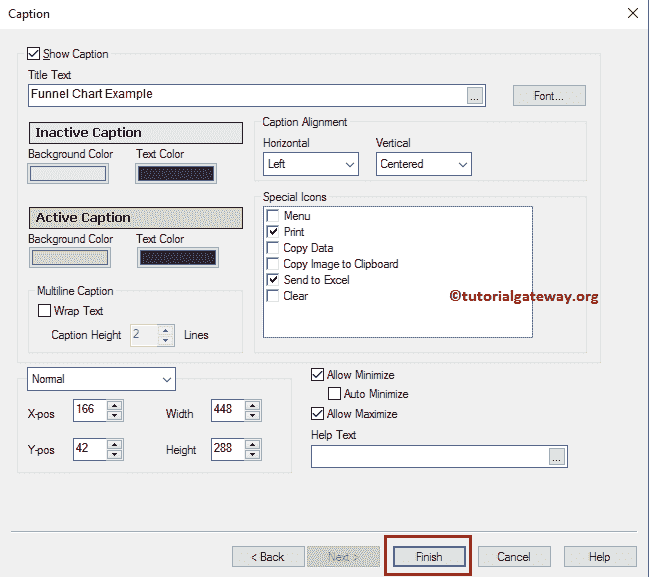 Caption
Show Caption
Title Text
Funnel Chart Example
...
Font...
Inactive Caption
Background Color
Text Color
Caption Alignment
Horizontal
Vertical
Left
Centered
Active Caption
Background Color
Text Color
Special Icons
Menu
Print
Copy Data
Copy Image to Clipboard
Send to Excel
Clear
©tutorialgateway.org
Multiline Caption
Wrap Text
Caption Height
2
Lines
Normal
X-pos
166
Width
448
Y-pos
42
Height
288
Allow Minimize
Auto Minimize
Allow Maximize
Help Text
...
< Back
Next >
Finish
Cancel
Help